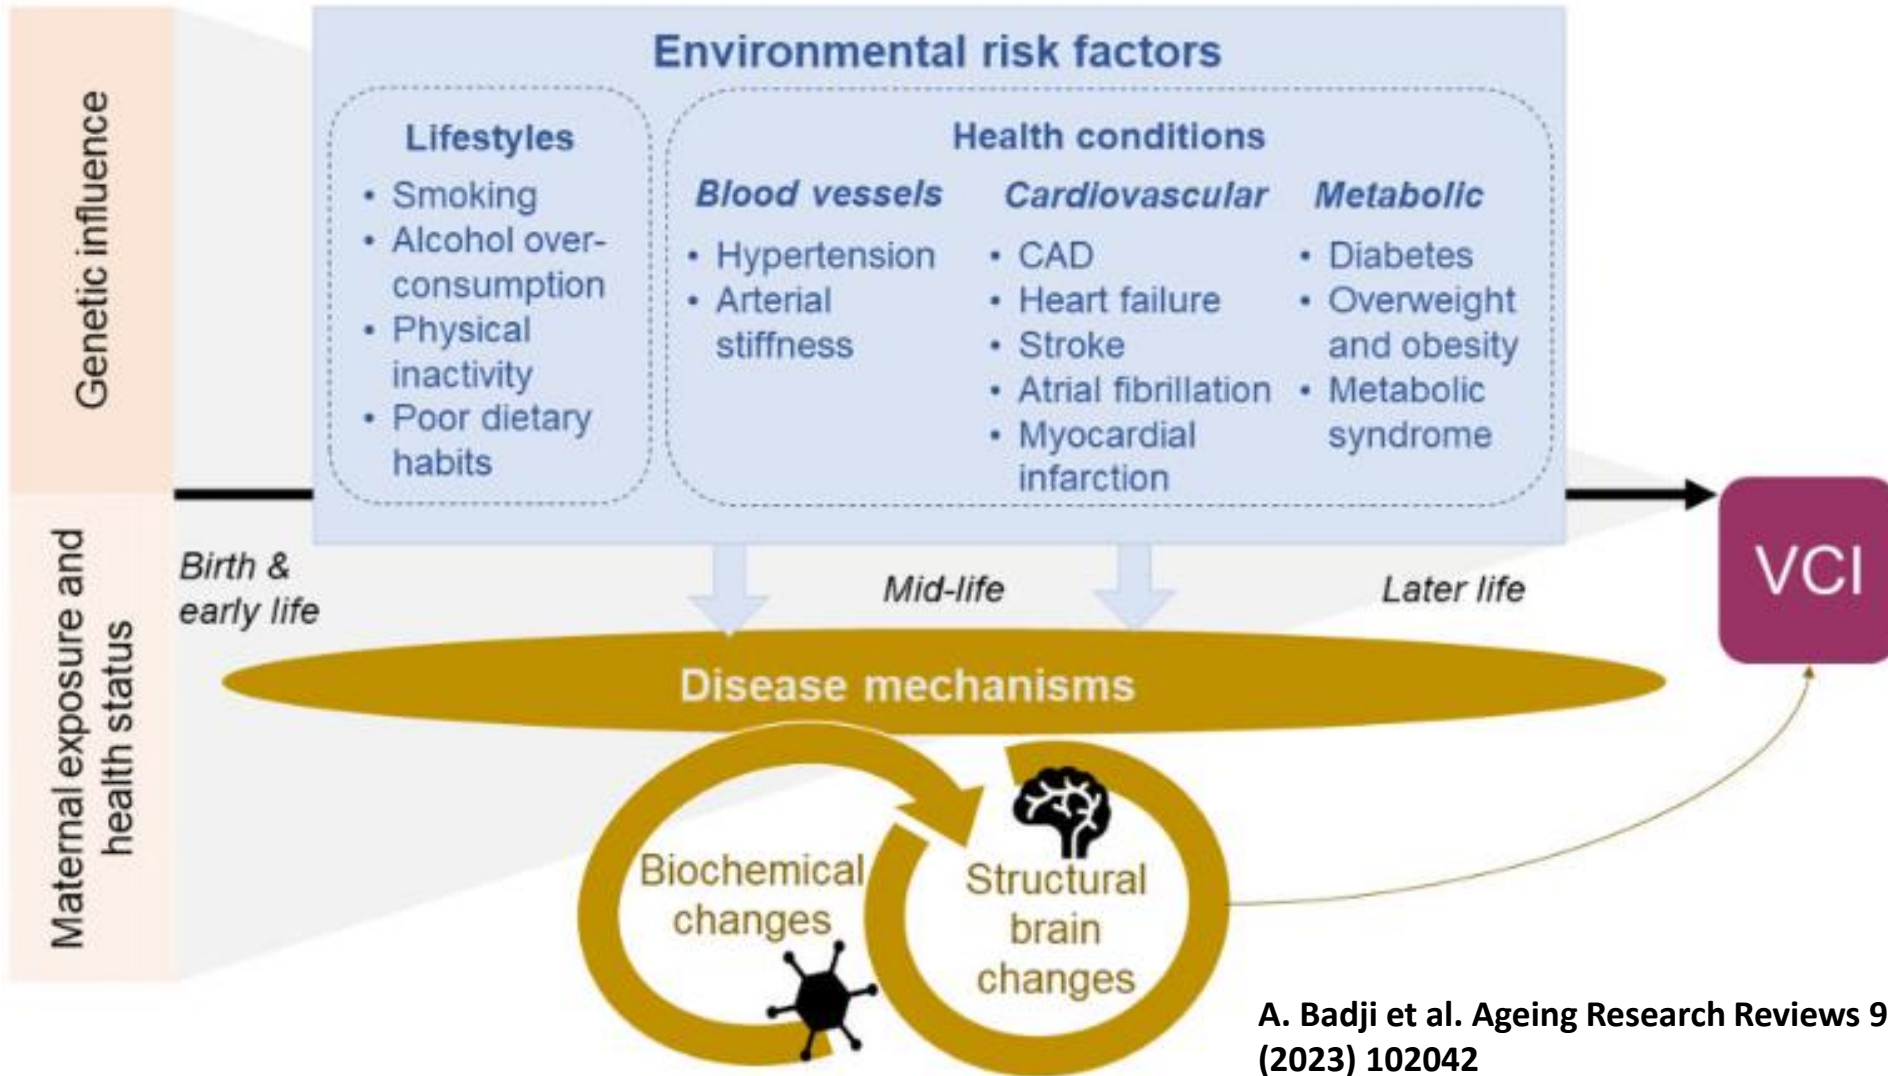 Genetic influence
Maternal exposure and
health status
Environmental risk factors
Lifestyles
• Smoking
• Alcohol over-
consumption
• Physical
inactivity
• Poor dietary
habits
Health conditions
Blood vessels
• Hypertension
• Arterial
stiffness
Cardiovascular
• CAD
• Heart failure
• Stroke
• Atrial fibrillation
• Myocardial
infarction
Metabolic
• Diabetes
• Overweight
and obesity
• Metabolic
syndrome
Birth &
early life
Mid-life
Later life
VCI
Disease mechanisms
Biochemical
changes
Structural
brain
changes
A. Badji et al. Ageing Research Reviews 9
(2023) 102042